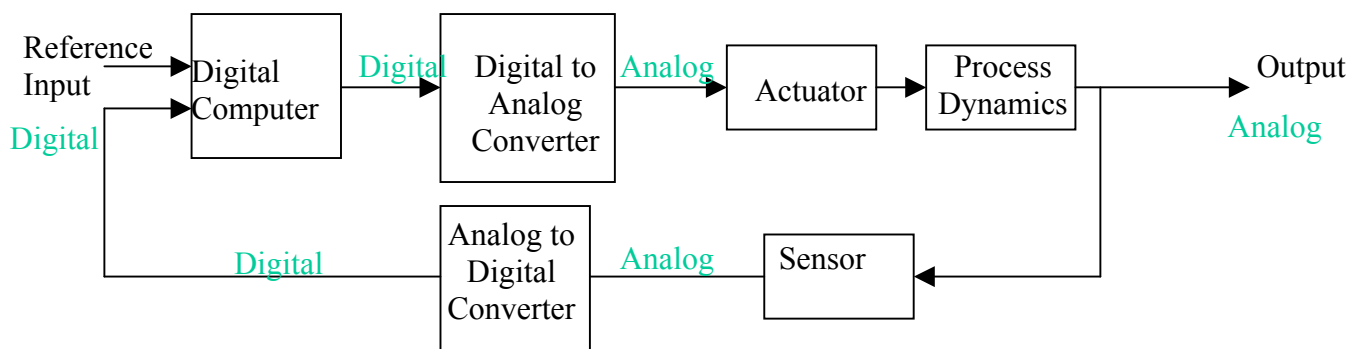 Reference
Input
Digital
Digital
Computer
Digital
Digital to
Analog
Converter
Analog
Actuator
Process
Dynamics
Output
Analog
Digital
Analog to
Digital
Converter
Analog
Sensor